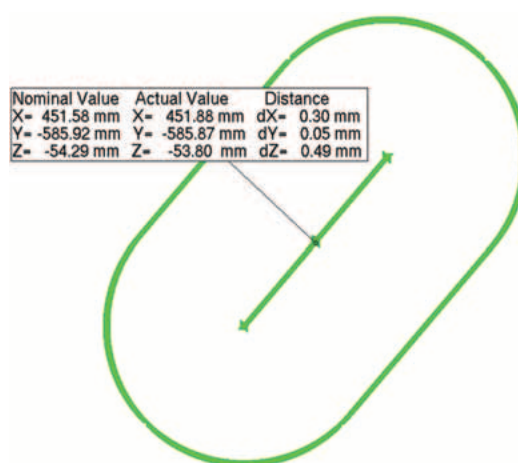 Nominal Value Actual Value Distance
X= 451.58 mm X= 451.88 mm dX= 0.30 mm
Y= -585.92 mm Y= -585.87 mm dY= 0.05 mm
Z= -54.29 mm Z= -53.80 mm dZ= 0.49 mm